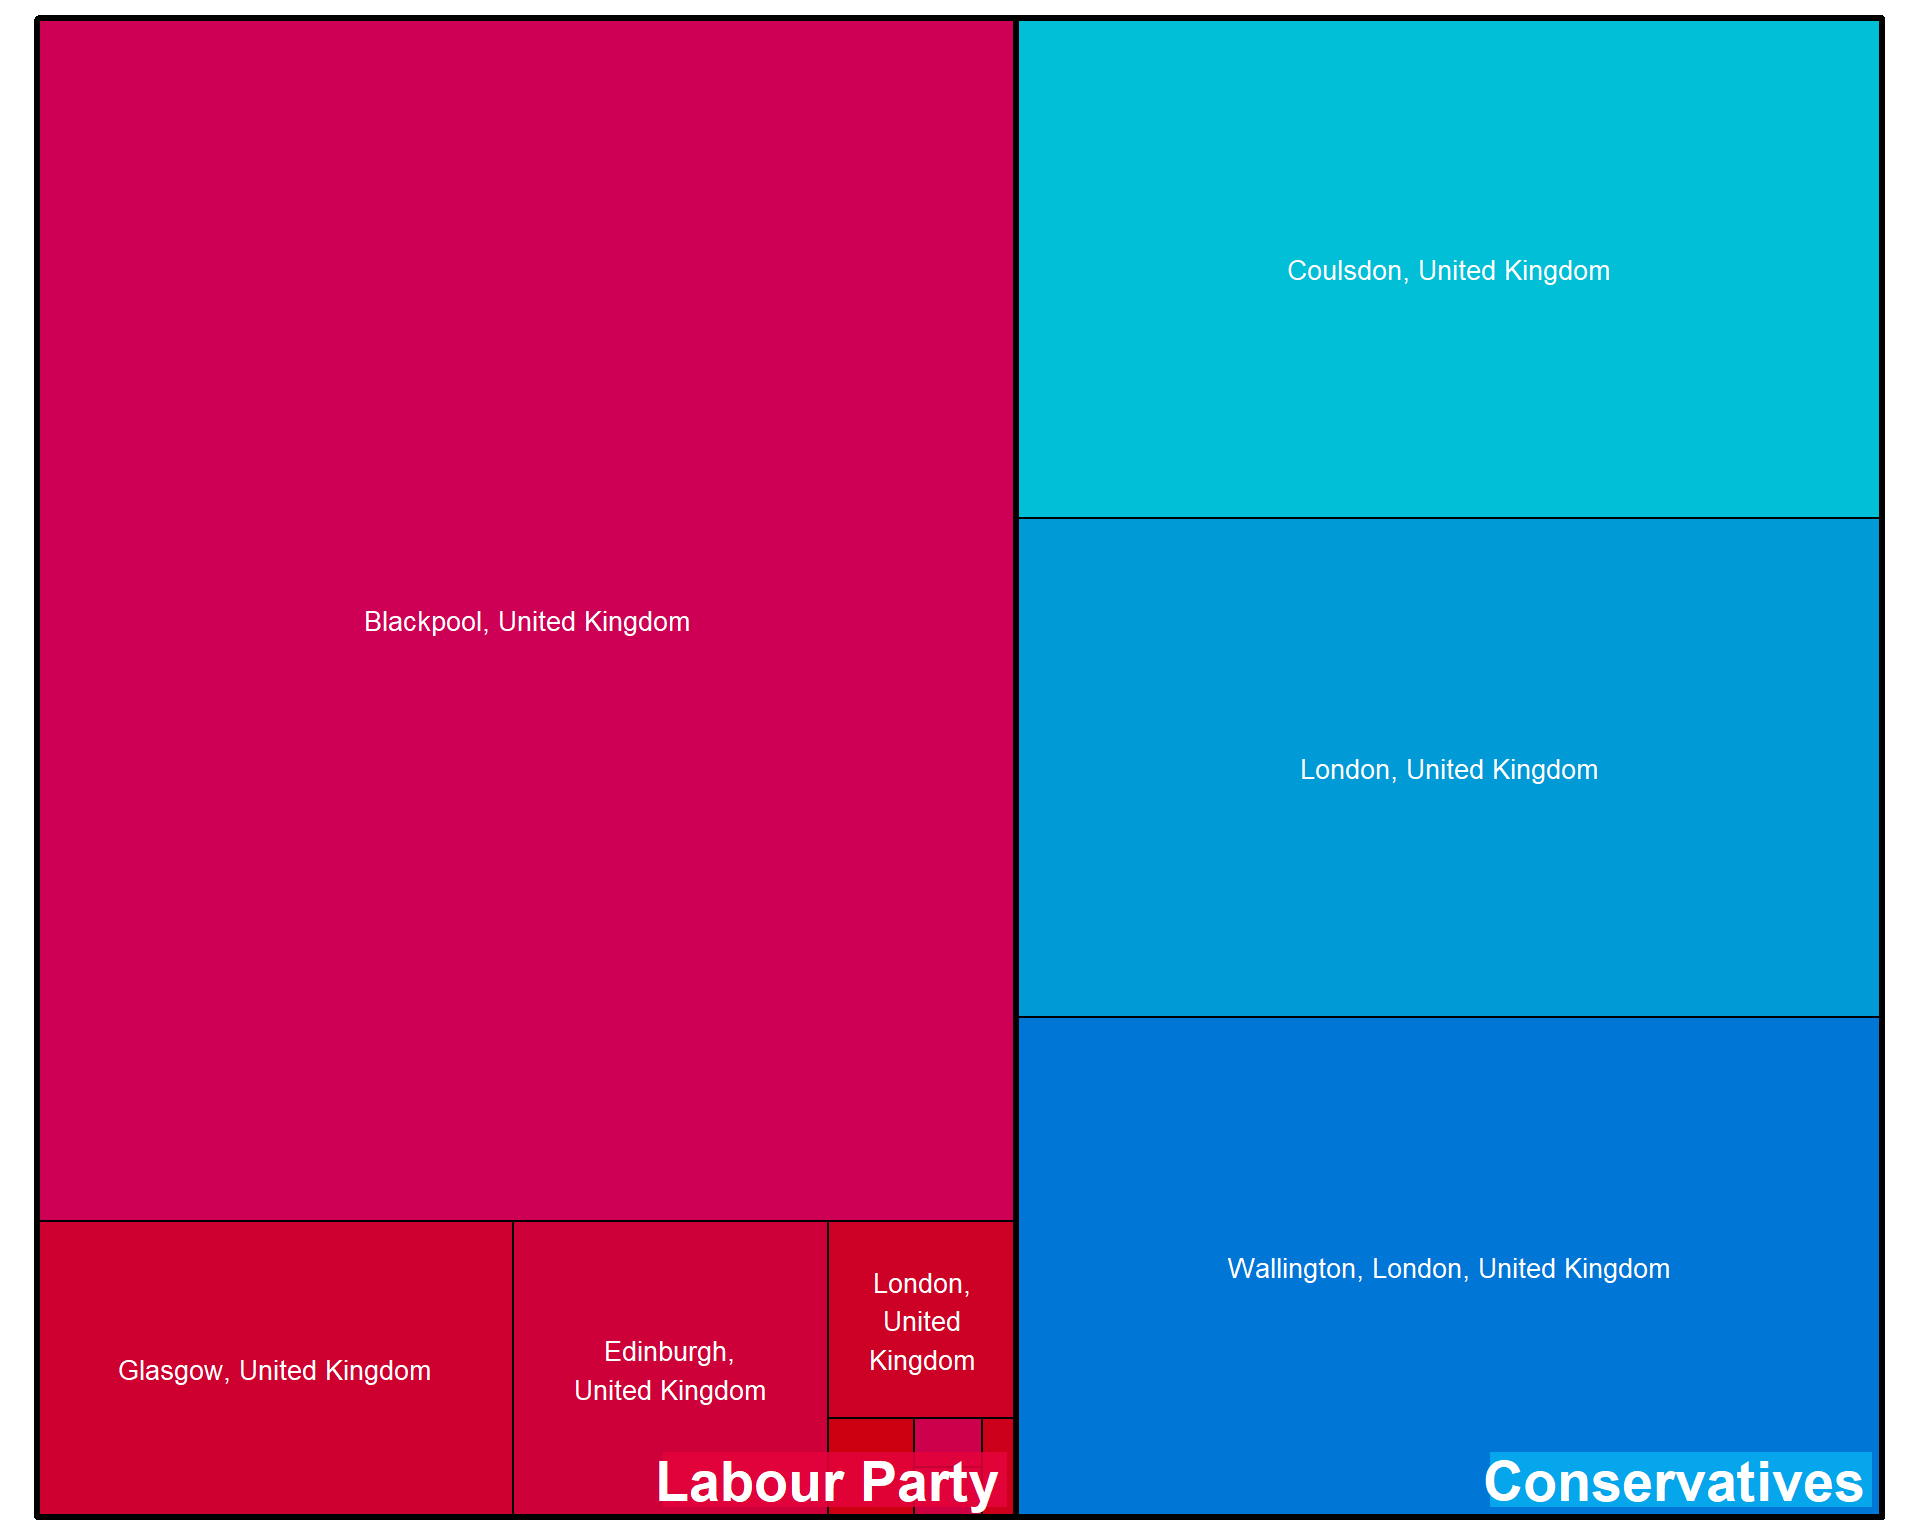 Blackpool, United Kingdom
Glasgow, United Kingdom
Edinburgh,
United Kingdom
London,
United
Kingdom
Labour Party
Coulsdon, United Kingdom
London, United Kingdom
Wallington, London, United Kingdom
Conservatives